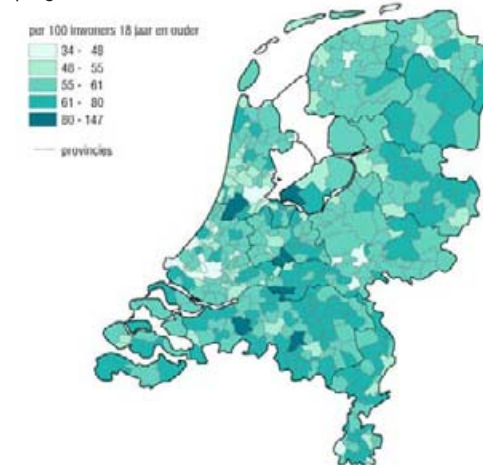 per 100 inwoners 18 jaar en ouder
34 - 48
48 - 55
55 - 61
61 - 80
80 - 147
provincies